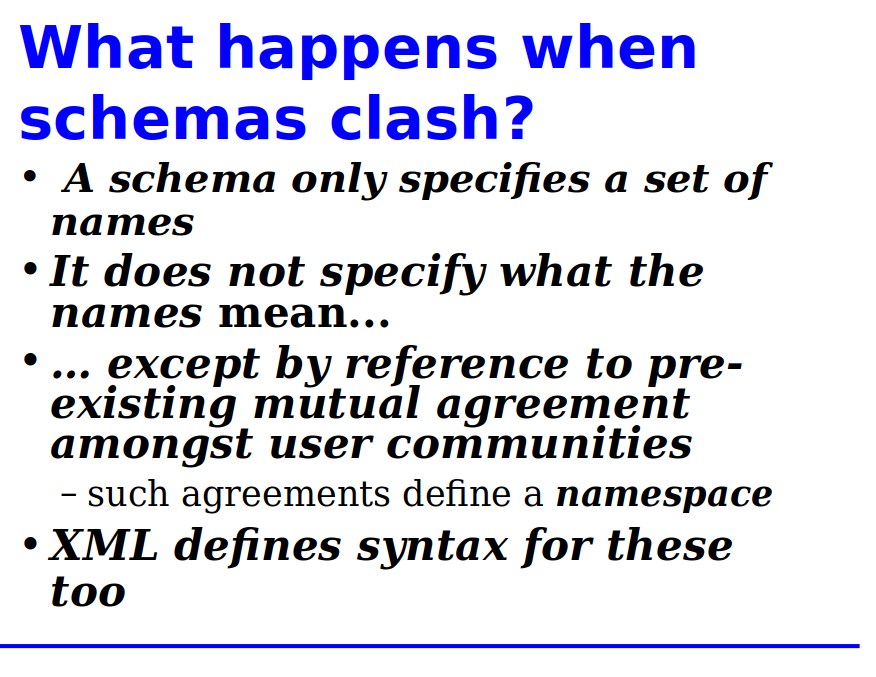 What happens when
schemas clash?
• A schema only specifies a set of
names
• It does not specify what the
names mean...
• ... except by reference to pre-
existing mutual agreement
amongst user communities
– such agreements define a namespace
• XML defines syntax for these
too